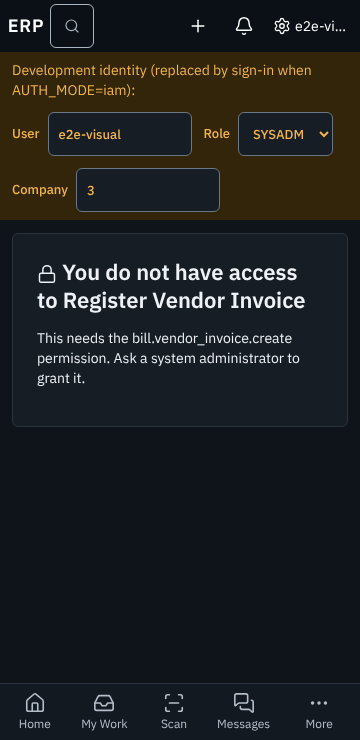 ERP
e2e-vi...
Development identity (replaced by sign-in when
AUTH_MODE=iam):
User e2e-visual Role SYSADM
Company 3
You do not have access
to Register Vendor Invoice
This needs the bill.vendor_invoice.create
permission. Ask a system administrator to
grant it.
Home My Work Scan Messages More